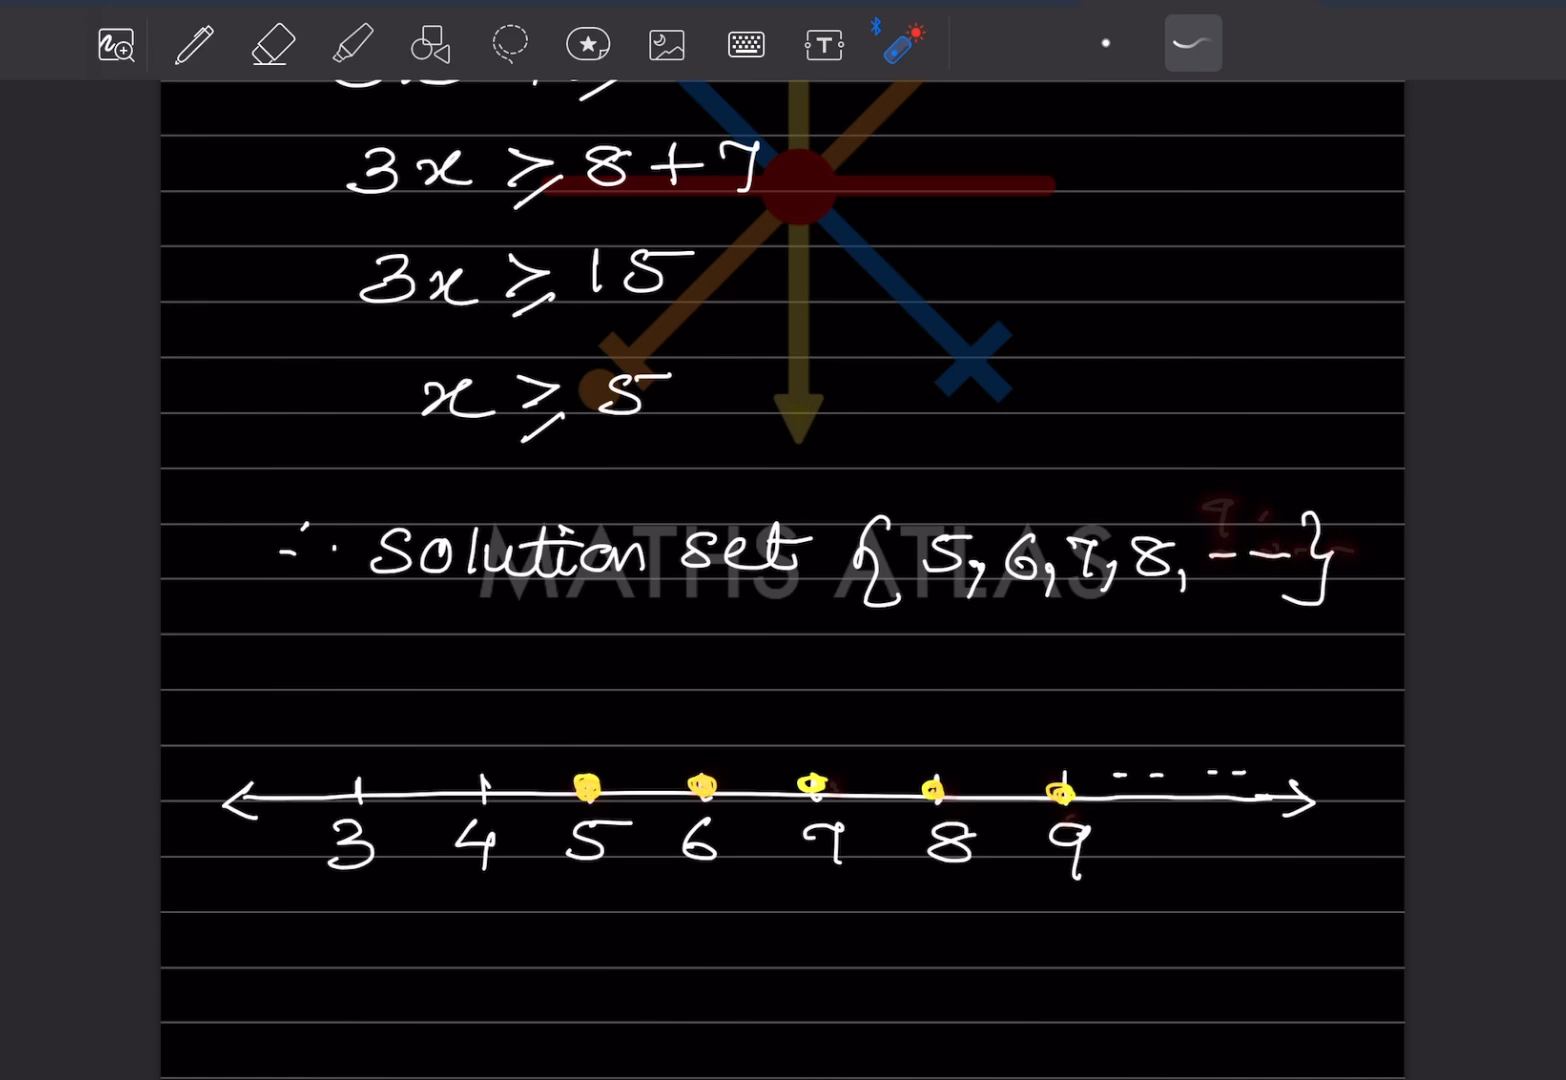 3x ≥ 8 + 7
3x ≥ 15
x ≥ 5
∴ solution set {5, 6, 7, 8, ---}
MATHS ATLAS
3 4 5 6 7 8 9